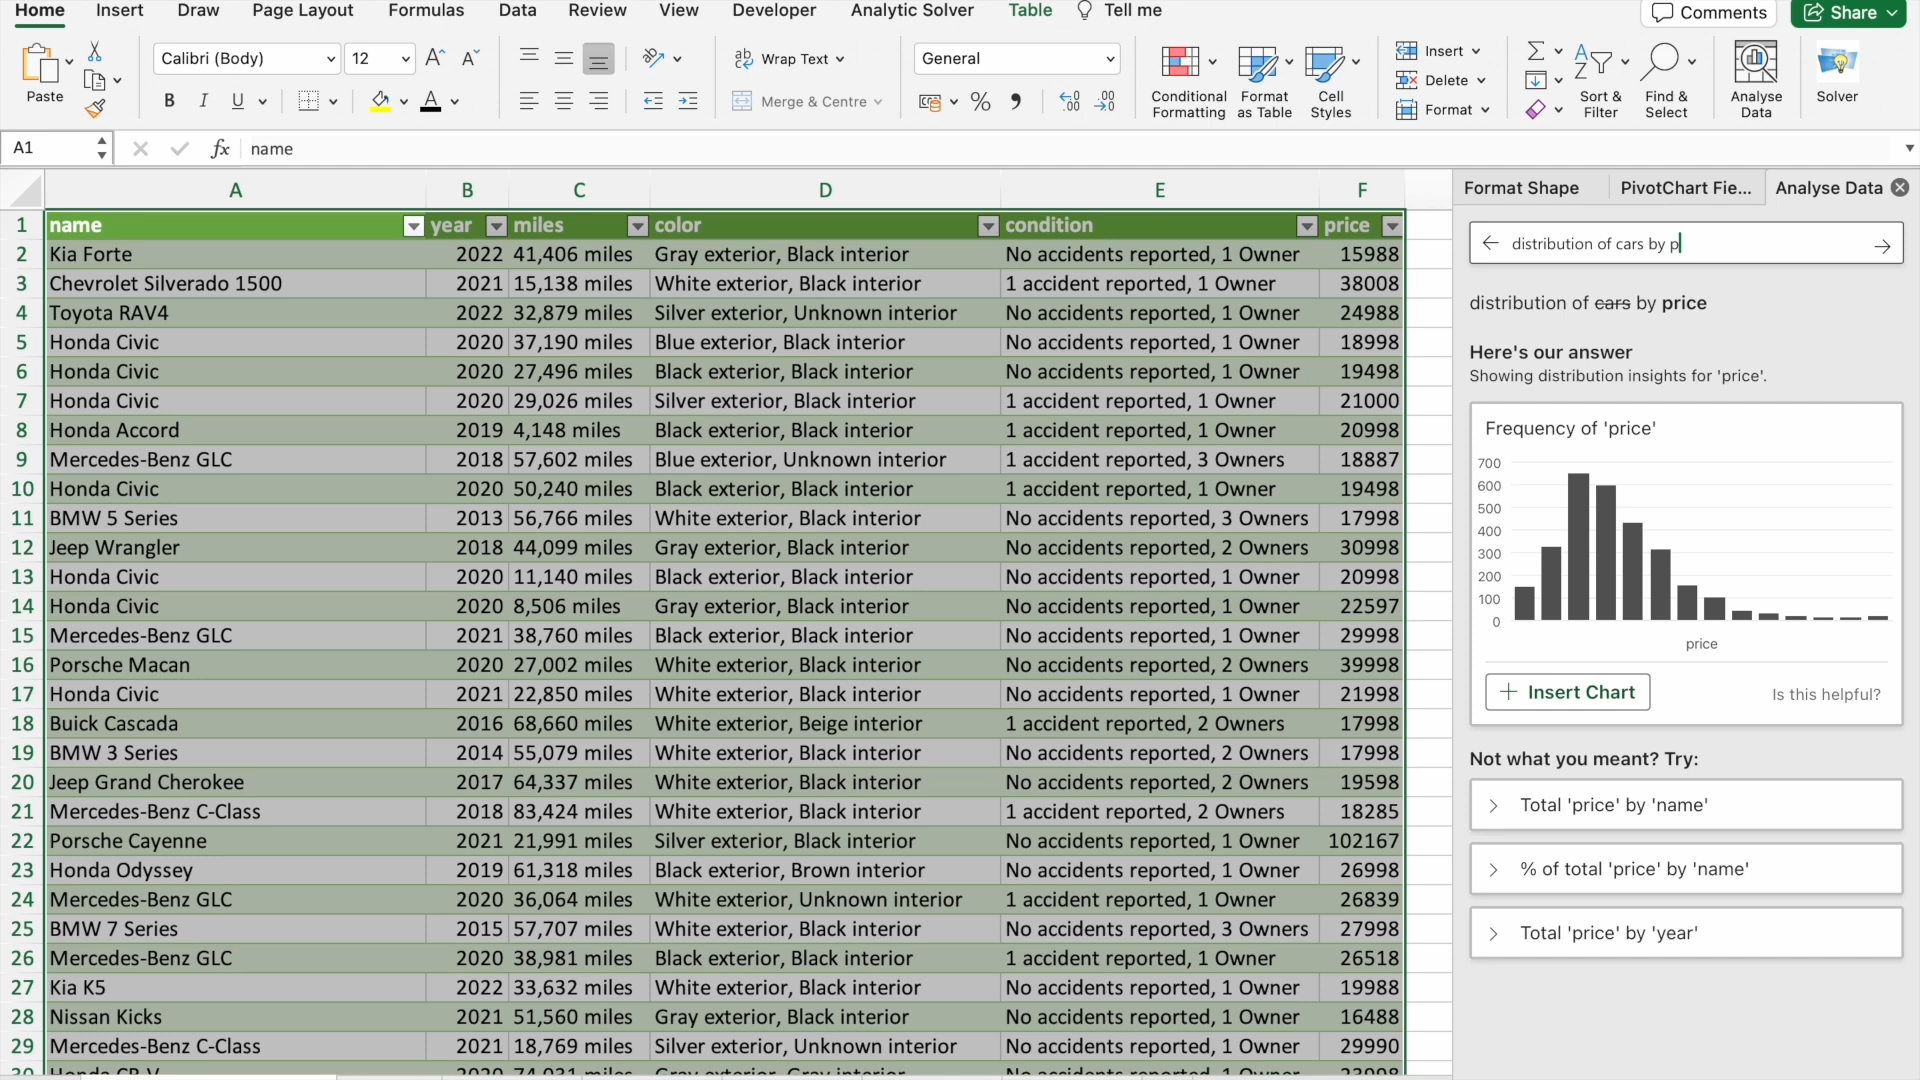 Home Insert Draw Page Layout Formulas Data Review View Developer Analytic Solver Table Tell me Comments Share
Paste
Calibri (Body) 12
B I U
Wrap Text
Merge & Centre
General
Conditional Formatting
Format as Table
Cell Styles
Insert
Delete
Format
Sort & Filter
Find & Select
Analyse Data
Solver
A1 fx name
A B C D E F
1 name year miles color condition price
2 Kia Forte 2022 41,406 miles Gray exterior, Black interior No accidents reported, 1 Owner 15988
3 Chevrolet Silverado 1500 2021 15,138 miles White exterior, Black interior 1 accident reported, 1 Owner 38008
4 Toyota RAV4 2022 32,879 miles Silver exterior, Unknown interior No accidents reported, 1 Owner 24988
5 Honda Civic 2020 37,190 miles Blue exterior, Black interior No accidents reported, 1 Owner 18998
6 Honda Civic 2020 27,496 miles Black exterior, Black interior No accidents reported, 1 Owner 19498
7 Honda Civic 2020 29,026 miles Silver exterior, Black interior 1 accident reported, 1 Owner 21000
8 Honda Accord 2019 4,148 miles Black exterior, Black interior 1 accident reported, 1 Owner 20998
9 Mercedes-Benz GLC 2018 57,602 miles Blue exterior, Unknown interior 1 accident reported, 3 Owners 18887
10 Honda Civic 2020 50,240 miles Black exterior, Black interior 1 accident reported, 1 Owner 19498
11 BMW 5 Series 2013 56,766 miles White exterior, Black interior No accidents reported, 3 Owners 17998
12 Jeep Wrangler 2018 44,099 miles Gray exterior, Black interior No accidents reported, 2 Owners 30998
13 Honda Civic 2020 11,140 miles Black exterior, Black interior No accidents reported, 1 Owner 20998
14 Honda Civic 2020 8,506 miles Gray exterior, Black interior No accidents reported, 1 Owner 22597
15 Mercedes-Benz GLC 2021 38,760 miles Black exterior, Black interior No accidents reported, 1 Owner 29998
16 Porsche Macan 2020 27,002 miles White exterior, Black interior No accidents reported, 2 Owners 39998
17 Honda Civic 2021 22,850 miles White exterior, Black interior No accidents reported, 1 Owner 21998
18 Buick Cascada 2016 68,660 miles White exterior, Beige interior 1 accident reported, 2 Owners 17998
19 BMW 3 Series 2014 55,079 miles White exterior, Black interior No accidents reported, 2 Owners 17998
20 Jeep Grand Cherokee 2017 64,337 miles White exterior, Black interior No accidents reported, 2 Owners 19598
21 Mercedes-Benz C-Class 2018 83,424 miles White exterior, Black interior 1 accident reported, 2 Owners 18285
22 Porsche Cayenne 2021 21,991 miles Silver exterior, Black interior No accidents reported, 1 Owner 102167
23 Honda Odyssey 2019 61,318 miles Black exterior, Brown interior No accidents reported, 1 Owner 26998
24 Mercedes-Benz GLC 2020 36,064 miles White exterior, Unknown interior 1 accident reported, 1 Owner 26839
25 BMW 7 Series 2015 57,707 miles White exterior, Black interior No accidents reported, 3 Owners 27998
26 Mercedes-Benz GLC 2020 38,981 miles Black exterior, Black interior 1 accident reported, 1 Owner 26518
27 Kia K5 2022 33,632 miles White exterior, Black interior No accidents reported, 1 Owner 19988
28 Nissan Kicks 2021 51,560 miles Gray exterior, Black interior No accidents reported, 1 Owner 16488
29 Mercedes-Benz C-Class 2021 18,769 miles Silver exterior, Unknown interior No accidents reported, 1 Owner 29990
Format Shape PivotChart Fie... Analyse Data
distribution of cars by p
distribution of cars by price
Here's our answer
Showing distribution insights for 'price'.
Frequency of 'price'
700
600
500
400
300
200
100
0
price
Insert Chart Is this helpful?
Not what you meant? Try:
Total 'price' by 'name'
% of total 'price' by 'name'
Total 'price' by 'year'